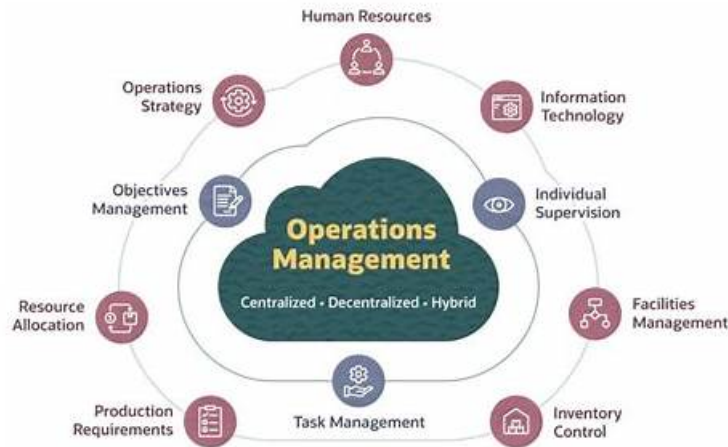 Human Resources
Operations
Strategy
Information
Technology
Objectives
Management
Individual
Supervision
Operations
Management
Centralized • Decentralized • Hybrid
Resource
Allocation
Facilities
Management
Production
Requirements
Task Management
Inventory
Control